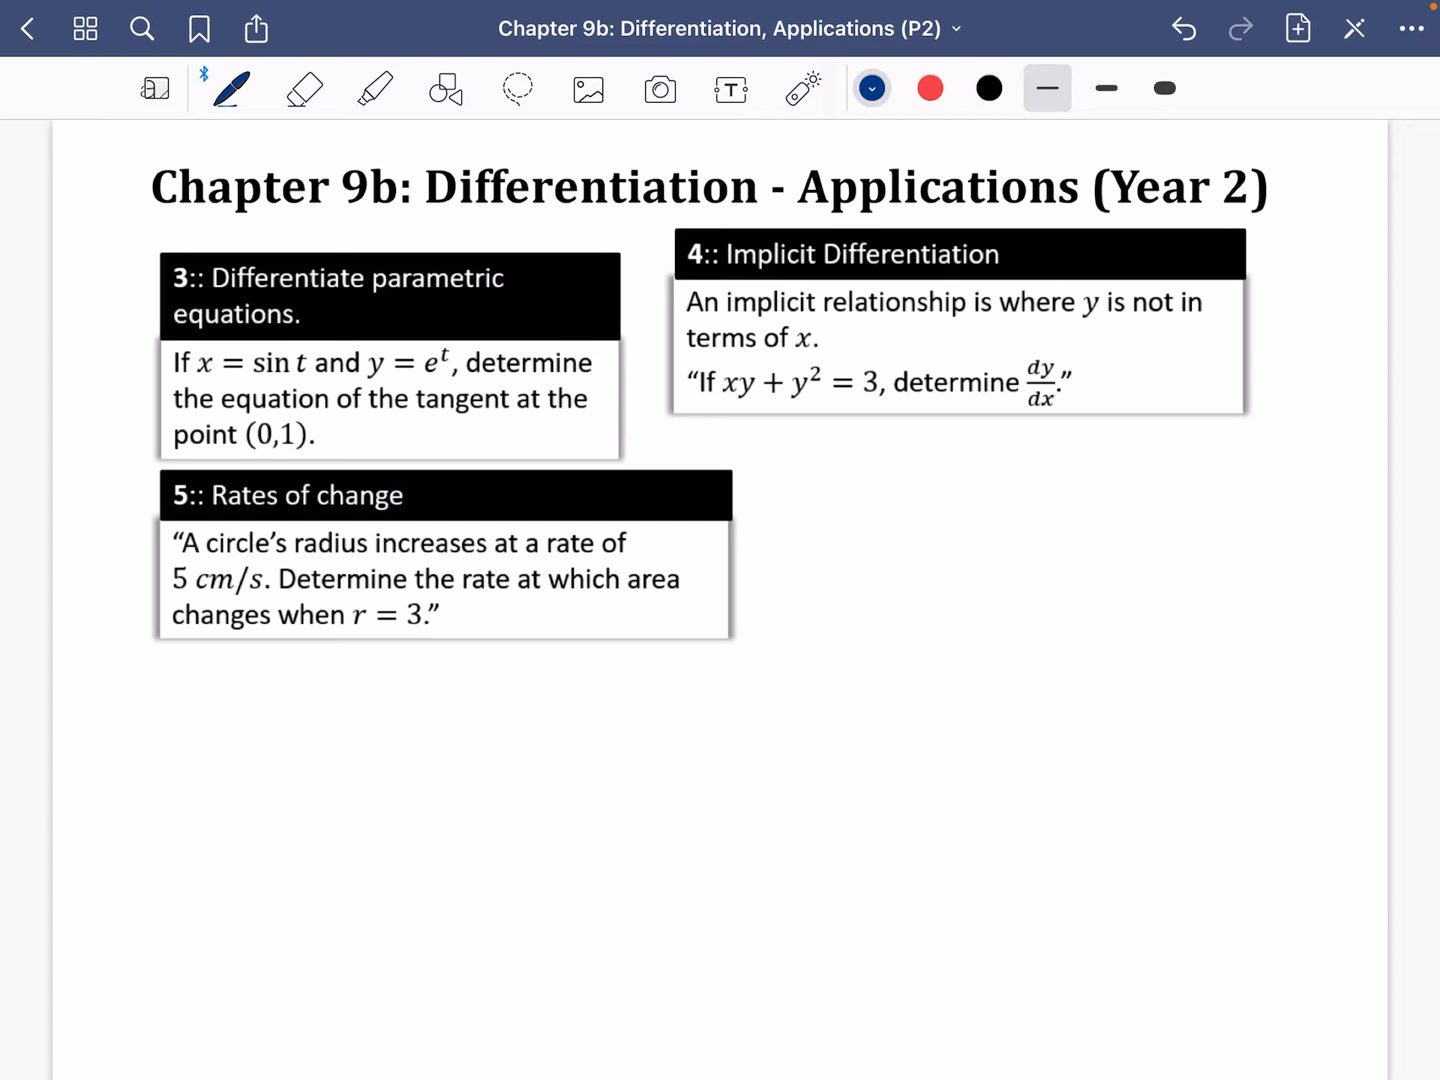 Chapter 9b: Differentiation, Applications (P2)
Chapter 9b: Differentiation - Applications (Year 2)
3:: Differentiate parametric
equations.
If x = sin t and y = e^t, determine
the equation of the tangent at the
point (0,1).
4:: Implicit Differentiation
An implicit relationship is where y is not in
terms of x.
“If xy + y² = 3, determine dy/dx.”
5:: Rates of change
“A circle’s radius increases at a rate of
5 cm/s. Determine the rate at which area
changes when r = 3.”